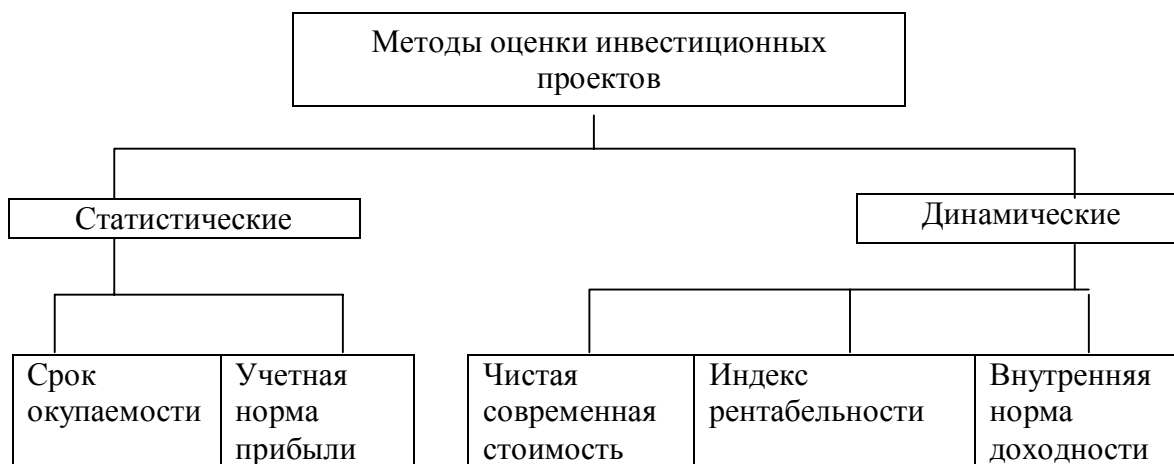 Методы оценки инвестиционных
проектов
Статистические
Динамические
Срок
окупаемости
Учетная
норма
прибыли
Чистая
современная
стоимость
Индекс
рентабельности
Внутренняя
норма
доходности